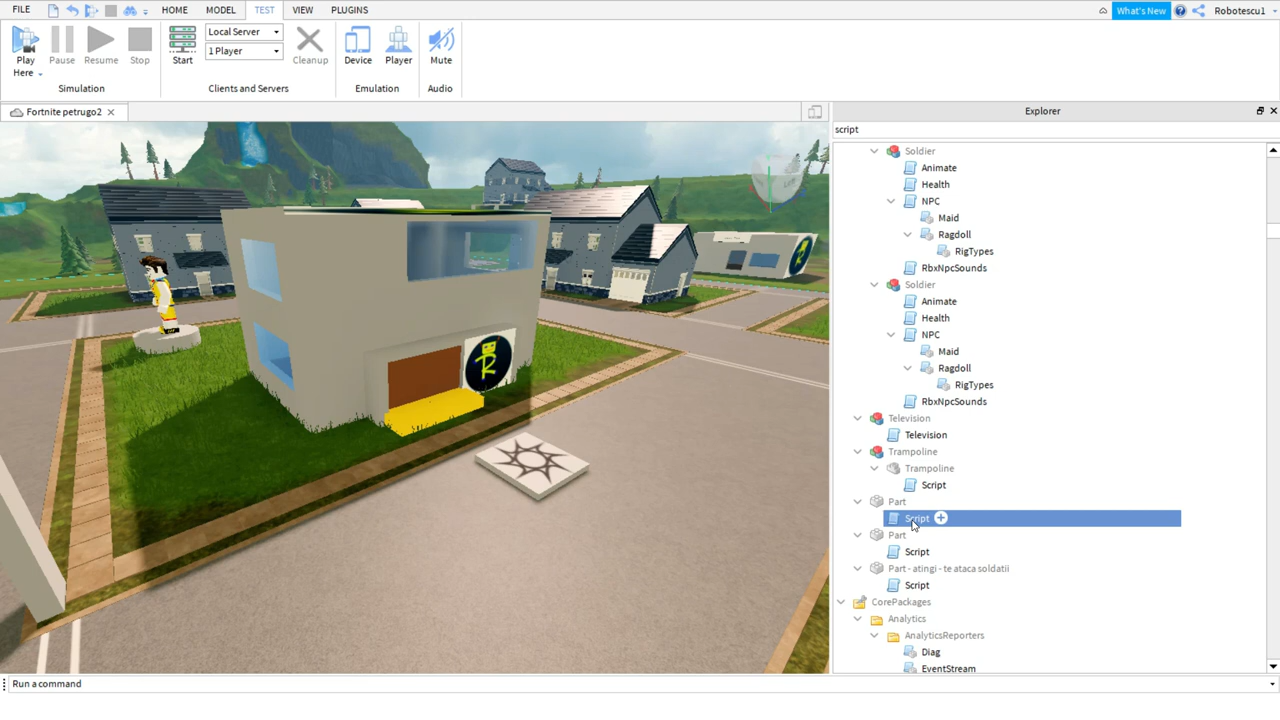 FILE
HOME
MODEL
TEST
VIEW
PLUGINS
What's New
Robotescu1
Play Here
Pause
Resume
Stop
Simulation
Start
Local Server
1 Player
Cleanup
Clients and Servers
Device
Player
Emulation
Mute
Audio
Fortnite petrugo2
Explorer
script
Soldier
Animate
Health
NPC
Maid
Ragdoll
RigTypes
RbxNpcSounds
Soldier
Animate
Health
NPC
Maid
Ragdoll
RigTypes
RbxNpcSounds
Television
Television
Trampoline
Trampoline
Script
Part
Script
Part
Script
Part - atingi - te ataca soldatii
Script
CorePackages
Analytics
AnalyticsReporters
Diag
EventStream
Run a command